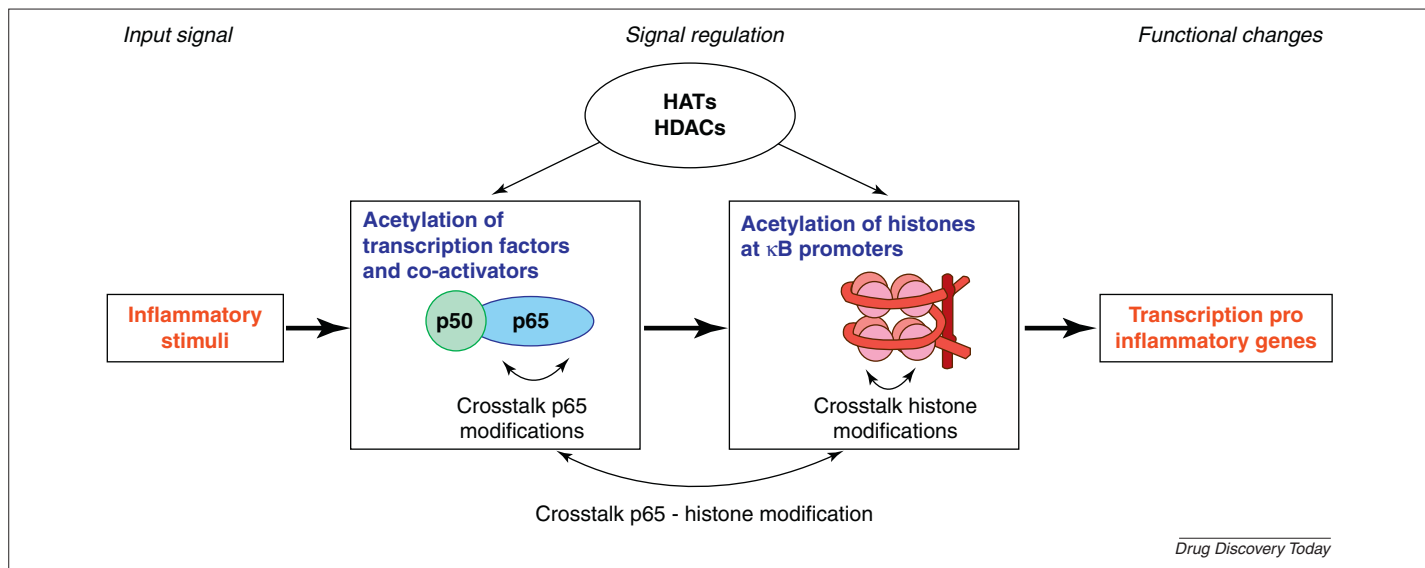 Input signal
Signal regulation
Functional changes
HATs
HDACs
Acetylation of
transcription factors
and co-activators
p50
p65
Crosstalk p65
modifications
Acetylation of histones
at κB promoters
Crosstalk histone
modifications
Inflammatory
stimuli
Transcription pro
inflammatory genes
Crosstalk p65 - histone modification
Drug Discovery Today